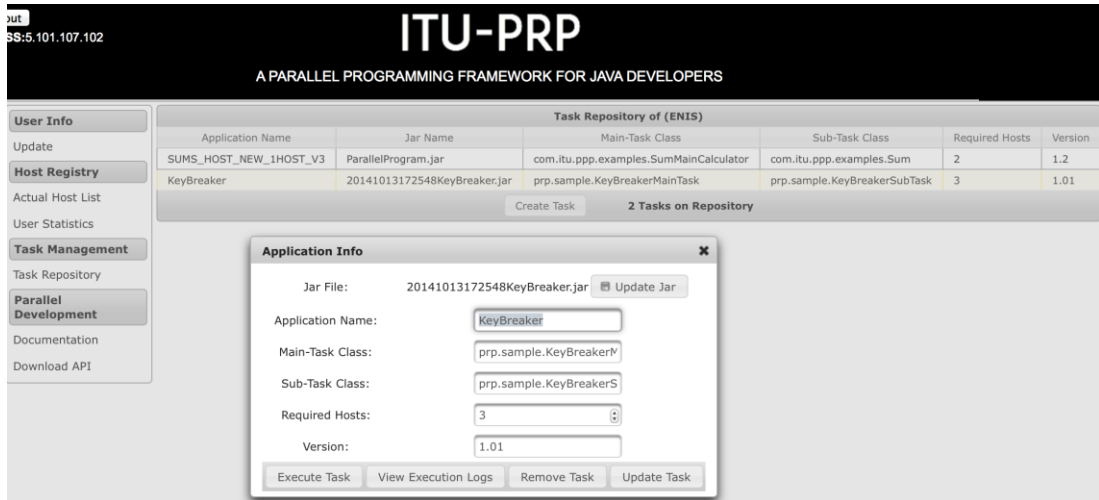 out
SS:5.101.107.102
ITU-PRP
A PARALLEL PROGRAMMING FRAMEWORK FOR JAVA DEVELOPERS
User Info
Update
Host Registry
Actual Host List
User Statistics
Task Management
Task Repository
Parallel
Development
Documentation
Download API
Task Repository of (ENIS)
Application Name Jar Name Main-Task Class Sub-Task Class Required Hosts Version
SUMS_HOST_NEW_1HOST_V3 ParallelProgram.jar com.itu.ppp.examples.SumMainCalculator com.itu.ppp.examples.Sum 2 1.2
KeyBreaker 20141013172548KeyBreaker.jar prp.sample.KeyBreakerMainTask prp.sample.KeyBreakerSubTask 3 1.01
Create Task 2 Tasks on Repository
Application Info
Jar File: 20141013172548KeyBreaker.jar Update Jar
Application Name: KeyBreaker
Main-Task Class: prp.sample.KeyBreakerM
Sub-Task Class: prp.sample.KeyBreakerS
Required Hosts: 3
Version: 1.01
Execute Task View Execution Logs Remove Task Update Task